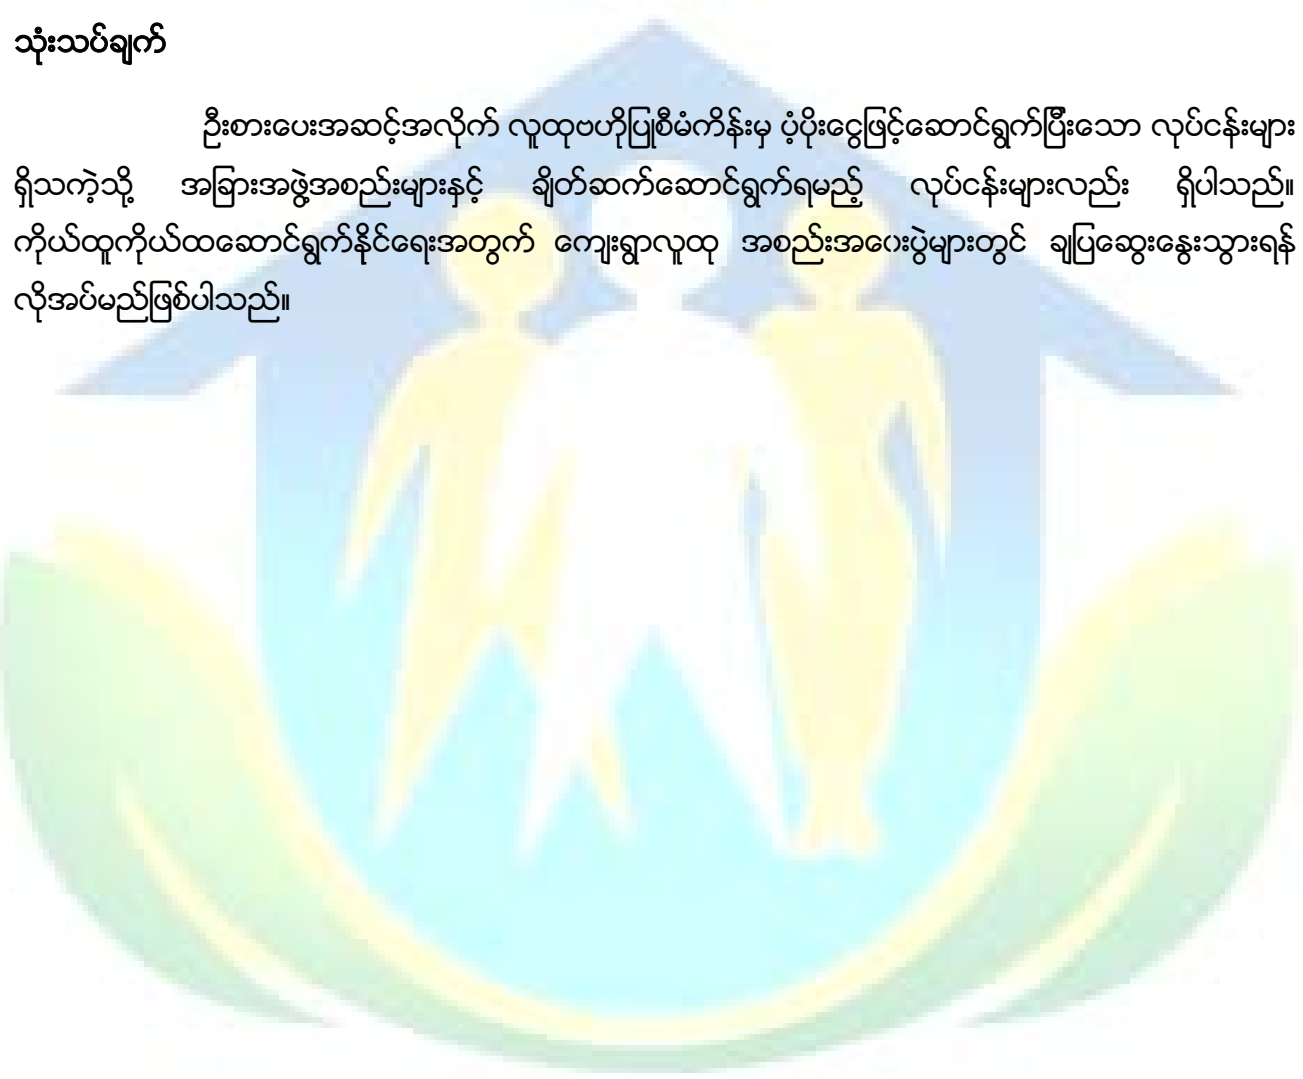 သုံးသပ်ချက်
ဦးစားပေးအဆင့်အလိုက် လူထုဗဟိုပြုစီမံကိန်းမှ ပံ့ပိုးငွေဖြင့်ဆောင်ရွက်ပြီးသော လုပ်ငန်းများ
ရှိသကဲ့သို့ အခြားအဖွဲ့အစည်းများနှင့် ချိတ်ဆက်ဆောင်ရွက်ရမည့် လုပ်ငန်းများလည်း ရှိပါသည်။
ကိုယ်ထူကိုယ်ထဆောင်ရွက်နိုင်ရေးအတွက် ကျေးရွာလူထု အစည်းအဝေးပွဲများတွင် ချပြဆွေးနွေးသွားရန်
လိုအပ်မည်ဖြစ်ပါသည်။